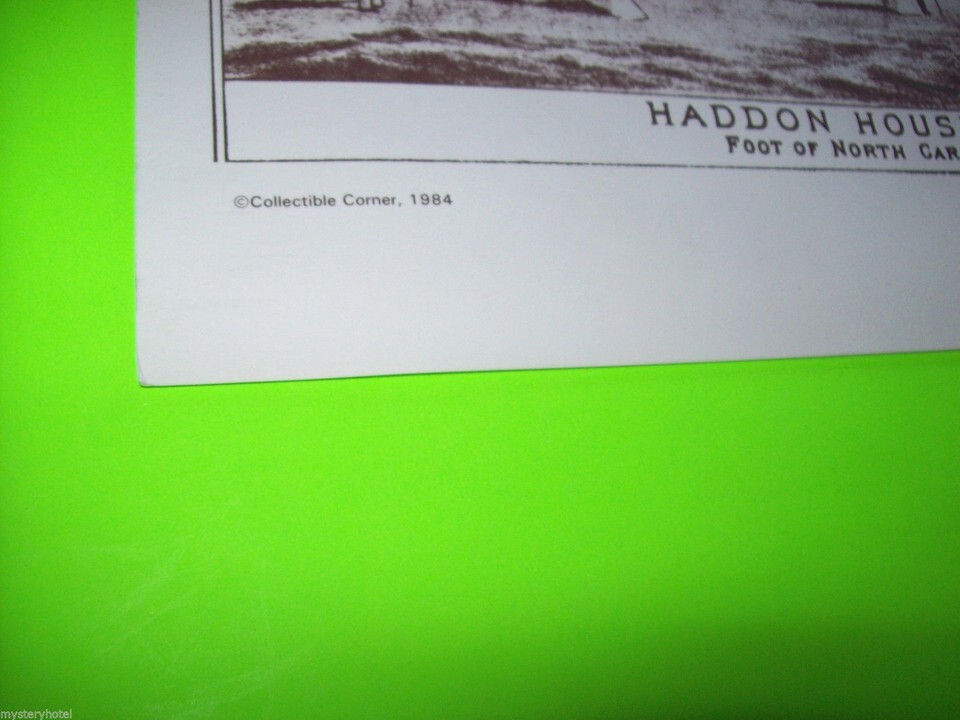 HADDON HOUS
FOOT OF NORTH CAR
©Collectible Corner, 1984
mysteryhotel